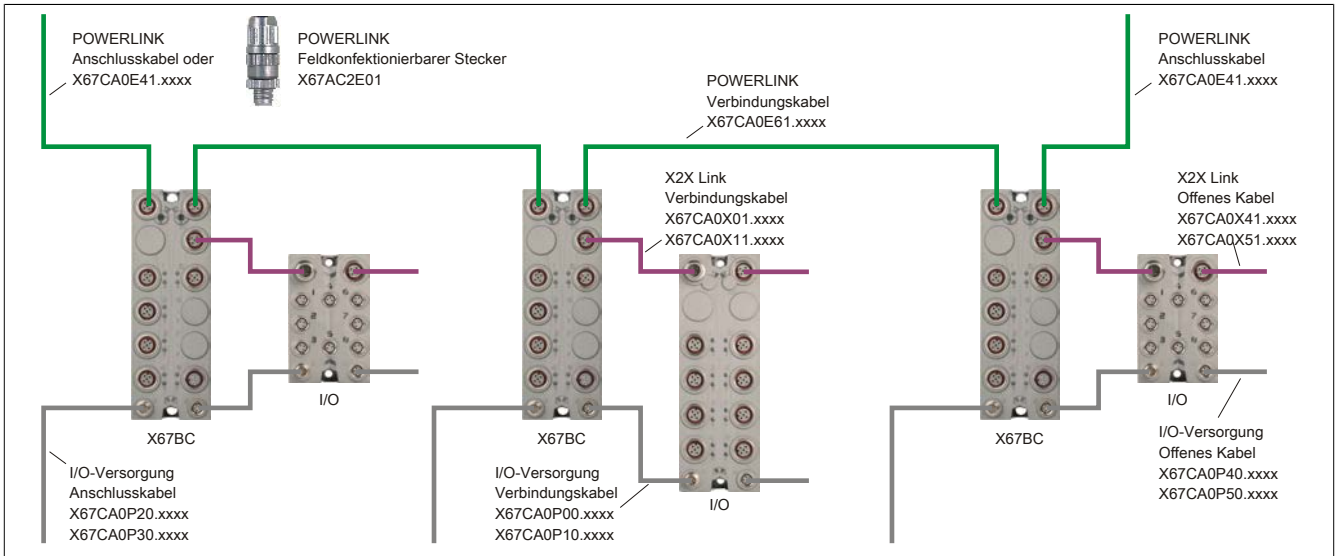 POWERLINK
Anschlusskabel oder
X67CA0E41.xxxx
POWERLINK
Feldkonfektionierbarer Stecker
X67AC2E01
POWERLINK
Verbindungskabel
X67CA0E61.xxxx
POWERLINK
Anschlusskabel
X67CA0E41.xxxx
X2X Link
Verbindungskabel
X67CA0X01.xxxx
X67CA0X11.xxxx
X2X Link
Offenes Kabel
X67CA0X41.xxxx
X67CA0X51.xxxx
I/O
X67BC
X67BC
I/O
X67BC
I/O
I/O-Versorgung
Anschlusskabel
X67CA0P20.xxxx
X67CA0P30.xxxx
I/O-Versorgung
Verbindungskabel
X67CA0P00.xxxx
X67CA0P10.xxxx
I/O-Versorgung
Offenes Kabel
X67CA0P40.xxxx
X67CA0P50.xxxx